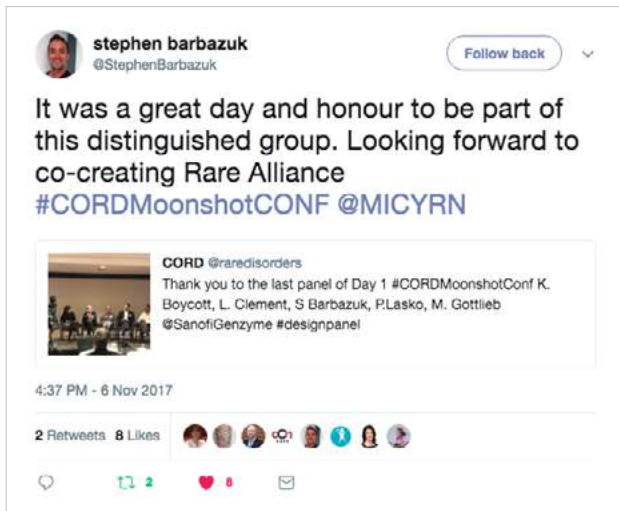 stephen barbazuk
@StephenBarbazuk
Follow back
It was a great day and honour to be part of
this distinguished group. Looking forward to
co-creating Rare Alliance
#CORDMoonshotCONF @MICYRN
CORD @raredisorders
Thank you to the last panel of Day 1 #CORDMoonshotConf K.
Boycott, L. Clement, S Barbazuk, P.Lasko, M. Gottlieb
@SanofiGenzyme #designpanel
4:37 PM - 6 Nov 2017
2 Retweets 8 Likes
2 8